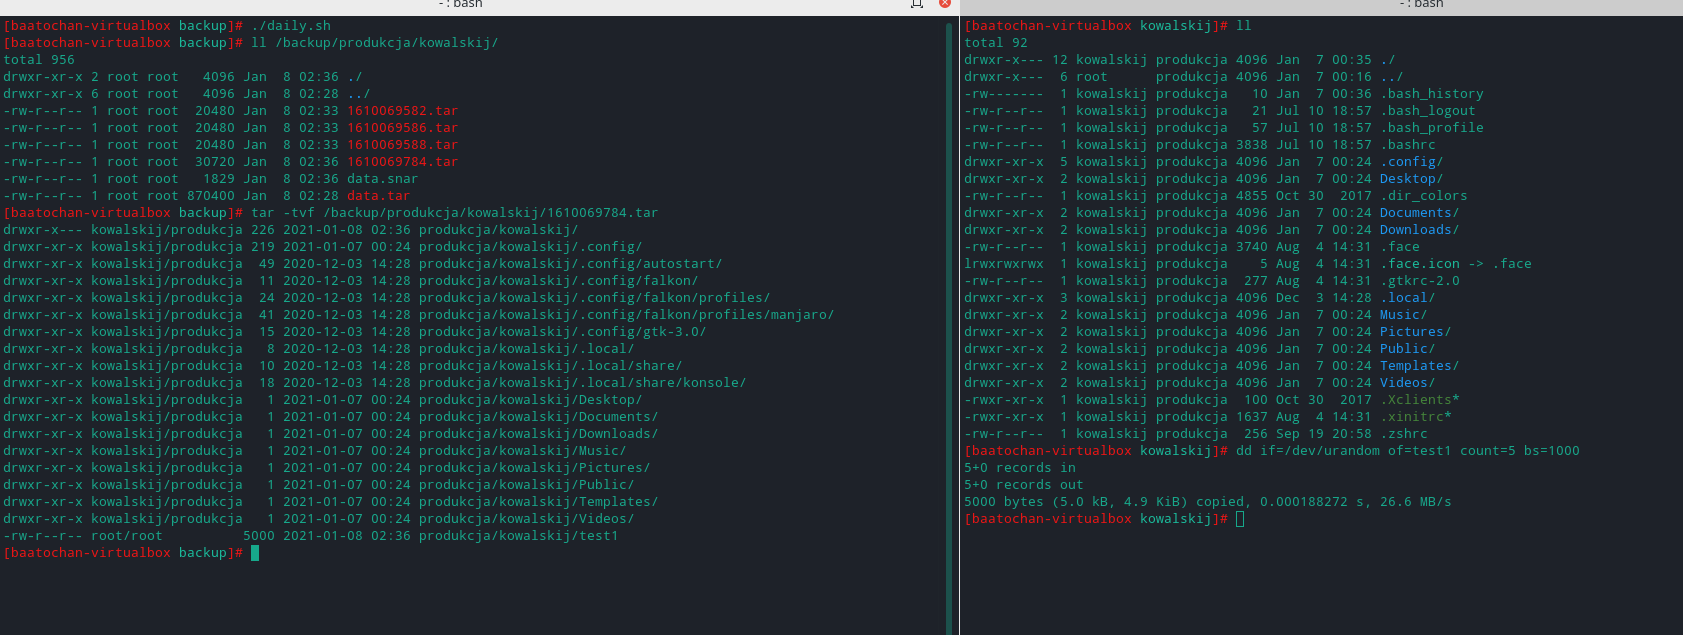 - : bash
[baatochan-virtualbox backup]# ./daily.sh
[baatochan-virtualbox backup]# ll /backup/produkcja/kowalskij/
total 956
drwxr-xr-x 2 root root   4096 Jan  8 02:36 ./
drwxr-xr-x 6 root root   4096 Jan  8 02:28 ../
-rw-r--r-- 1 root root  20480 Jan  8 02:33 1610069582.tar
-rw-r--r-- 1 root root  20480 Jan  8 02:33 1610069586.tar
-rw-r--r-- 1 root root  20480 Jan  8 02:33 1610069588.tar
-rw-r--r-- 1 root root  30720 Jan  8 02:36 1610069784.tar
-rw-r--r-- 1 root root   1829 Jan  8 02:36 data.snar
-rw-r--r-- 1 root root 870400 Jan  8 02:28 data.tar
[baatochan-virtualbox backup]# tar -tvf /backup/produkcja/kowalskij/1610069784.tar
drwxr-x--- kowalskij/produkcja 226 2021-01-08 02:36 produkcja/kowalskij/
drwxr-xr-x kowalskij/produkcja 219 2021-01-07 00:24 produkcja/kowalskij/.config/
drwxr-xr-x kowalskij/produkcja  49 2020-12-03 14:28 produkcja/kowalskij/.config/autostart/
drwxr-xr-x kowalskij/produkcja  11 2020-12-03 14:28 produkcja/kowalskij/.config/falkon/
drwxr-xr-x kowalskij/produkcja  24 2020-12-03 14:28 produkcja/kowalskij/.config/falkon/profiles/
drwxr-xr-x kowalskij/produkcja  41 2020-12-03 14:28 produkcja/kowalskij/.config/falkon/profiles/manjaro/
drwxr-xr-x kowalskij/produkcja  15 2020-12-03 14:28 produkcja/kowalskij/.config/gtk-3.0/
drwxr-xr-x kowalskij/produkcja   8 2020-12-03 14:28 produkcja/kowalskij/.local/
drwxr-xr-x kowalskij/produkcja  10 2020-12-03 14:28 produkcja/kowalskij/.local/share/
drwxr-xr-x kowalskij/produkcja  18 2020-12-03 14:28 produkcja/kowalskij/.local/share/konsole/
drwxr-xr-x kowalskij/produkcja   1 2021-01-07 00:24 produkcja/kowalskij/Desktop/
drwxr-xr-x kowalskij/produkcja   1 2021-01-07 00:24 produkcja/kowalskij/Documents/
drwxr-xr-x kowalskij/produkcja   1 2021-01-07 00:24 produkcja/kowalskij/Downloads/
drwxr-xr-x kowalskij/produkcja   1 2021-01-07 00:24 produkcja/kowalskij/Music/
drwxr-xr-x kowalskij/produkcja   1 2021-01-07 00:24 produkcja/kowalskij/Pictures/
drwxr-xr-x kowalskij/produkcja   1 2021-01-07 00:24 produkcja/kowalskij/Public/
drwxr-xr-x kowalskij/produkcja   1 2021-01-07 00:24 produkcja/kowalskij/Templates/
drwxr-xr-x kowalskij/produkcja   1 2021-01-07 00:24 produkcja/kowalskij/Videos/
-rw-r--r-- root/root          5000 2021-01-08 02:36 produkcja/kowalskij/test1
[baatochan-virtualbox backup]#
- : bash
[baatochan-virtualbox kowalskij]# ll
total 92
drwxr-x--- 12 kowalskij produkcja 4096 Jan  7 00:35 ./
drwxr-x---  6 root      produkcja 4096 Jan  7 00:16 ../
-rw-------  1 kowalskij produkcja   10 Jan  7 00:36 .bash_history
-rw-r--r--  1 kowalskij produkcja   21 Jul 10 18:57 .bash_logout
-rw-r--r--  1 kowalskij produkcja   57 Jul 10 18:57 .bash_profile
-rw-r--r--  1 kowalskij produkcja 3838 Jul 10 18:57 .bashrc
drwxr-xr-x  5 kowalskij produkcja 4096 Jan  7 00:24 .config/
drwxr-xr-x  2 kowalskij produkcja 4096 Jan  7 00:24 Desktop/
-rw-r--r--  1 kowalskij produkcja 4855 Oct 30  2017 .dir_colors
drwxr-xr-x  2 kowalskij produkcja 4096 Jan  7 00:24 Documents/
drwxr-xr-x  2 kowalskij produkcja 4096 Jan  7 00:24 Downloads/
-rw-r--r--  1 kowalskij produkcja 3740 Aug  4 14:31 .face
lrwxrwxrwx  1 kowalskij produkcja    5 Aug  4 14:31 .face.icon -> .face
-rw-r--r--  1 kowalskij produkcja  277 Aug  4 14:31 .gtkrc-2.0
drwxr-xr-x  3 kowalskij produkcja 4096 Dec  3 14:28 .local/
drwxr-xr-x  2 kowalskij produkcja 4096 Jan  7 00:24 Music/
drwxr-xr-x  2 kowalskij produkcja 4096 Jan  7 00:24 Pictures/
drwxr-xr-x  2 kowalskij produkcja 4096 Jan  7 00:24 Public/
drwxr-xr-x  2 kowalskij produkcja 4096 Jan  7 00:24 Templates/
drwxr-xr-x  2 kowalskij produkcja 4096 Jan  7 00:24 Videos/
-rwxr-xr-x  1 kowalskij produkcja  100 Oct 30  2017 .Xclients*
-rwxr-xr-x  1 kowalskij produkcja 1637 Aug  4 14:31 .xinitrc*
-rw-r--r--  1 kowalskij produkcja  256 Sep 19 20:58 .zshrc
[baatochan-virtualbox kowalskij]# dd if=/dev/urandom of=test1 count=5 bs=1000
5+0 records in
5+0 records out
5000 bytes (5.0 kB, 4.9 KiB) copied, 0.000188272 s, 26.6 MB/s
[baatochan-virtualbox kowalskij]#